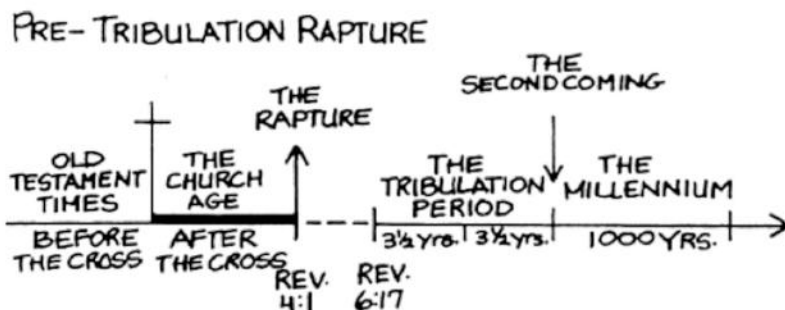 PRE-TRIBULATION RAPTURE
THE
SECOND COMING
THE
RAPTURE
OLD
TESTAMENT
TIMES
THE
CHURCH
AGE
THE
TRIBULATION
PERIOD
THE
MILLENNIUM
BEFORE
THE CROSS
AFTER
THE CROSS
3½ yrs.
3½ yrs.
1000 YRS.
REV.
4:1
REV.
6:17